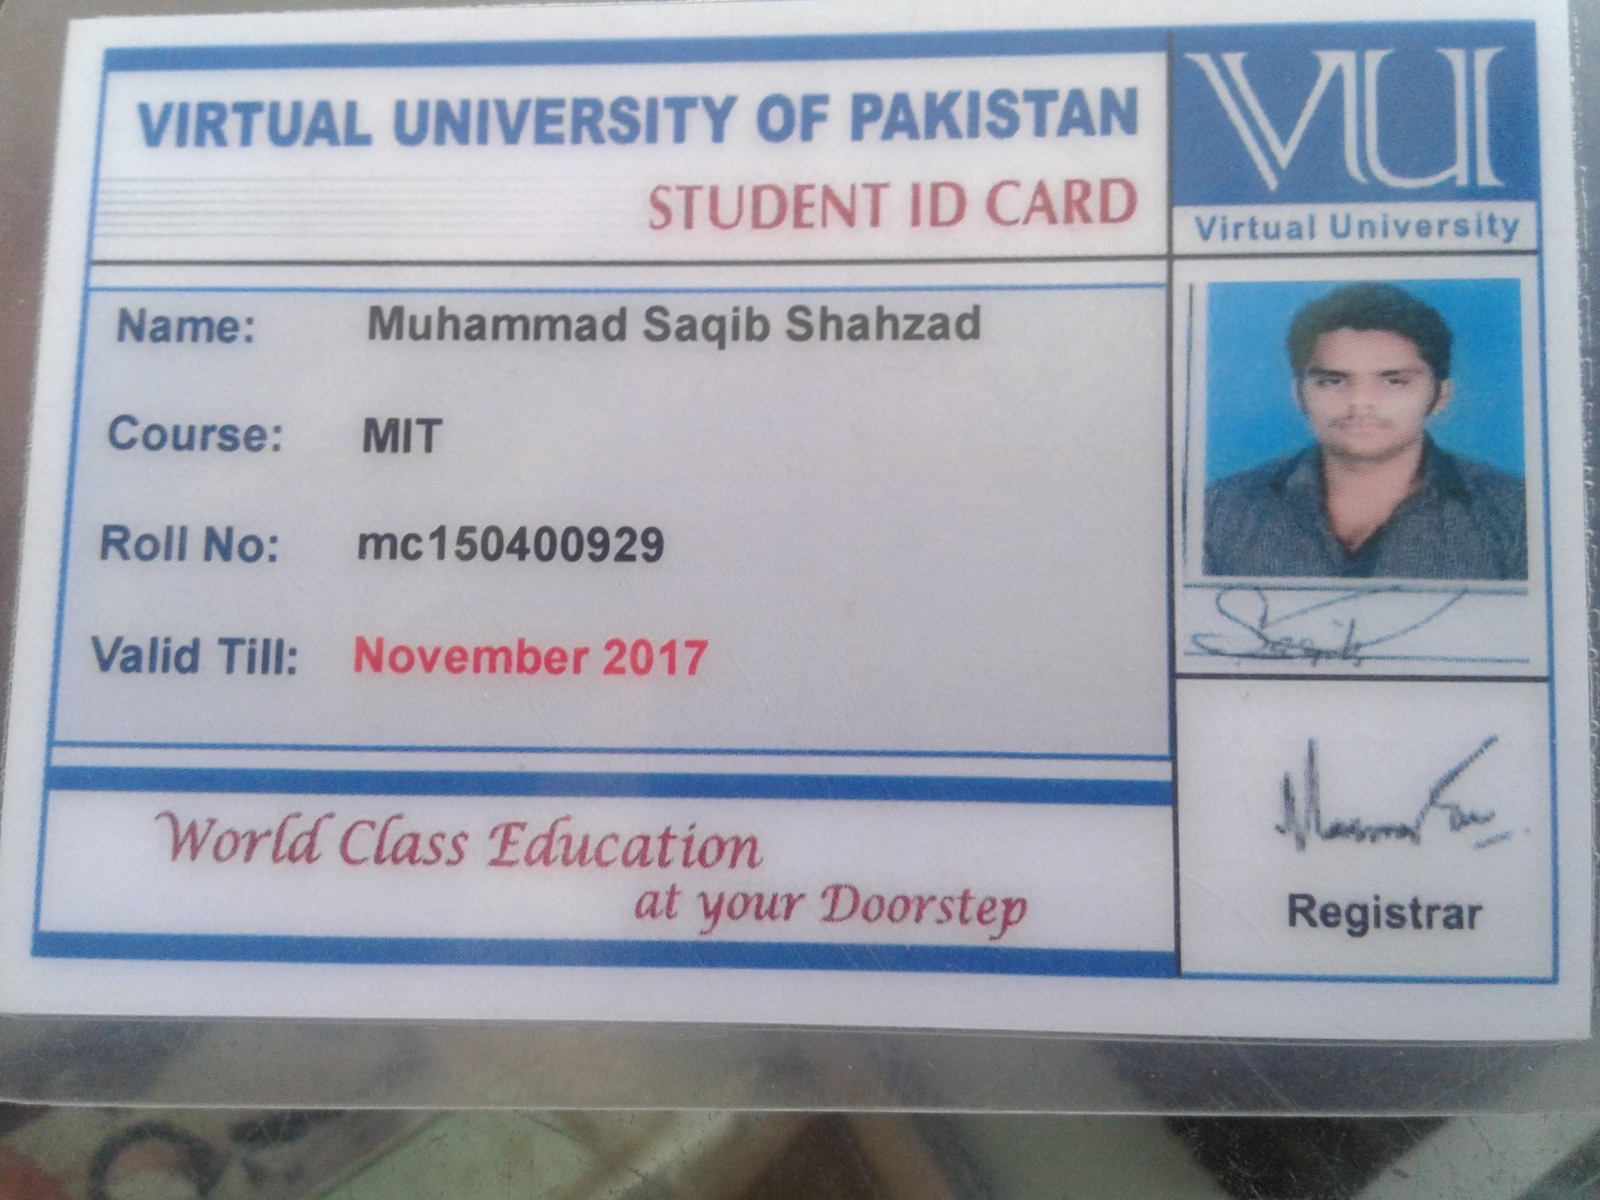 VIRTUAL UNIVERSITY OF PAKISTAN
STUDENT ID CARD
VU
Virtual University
Name: Muhammad Saqib Shahzad
Course: MIT
Roll No: mc150400929
Valid Till: November 2017
Saqib
World Class Education
at your Doorstep
Registrar